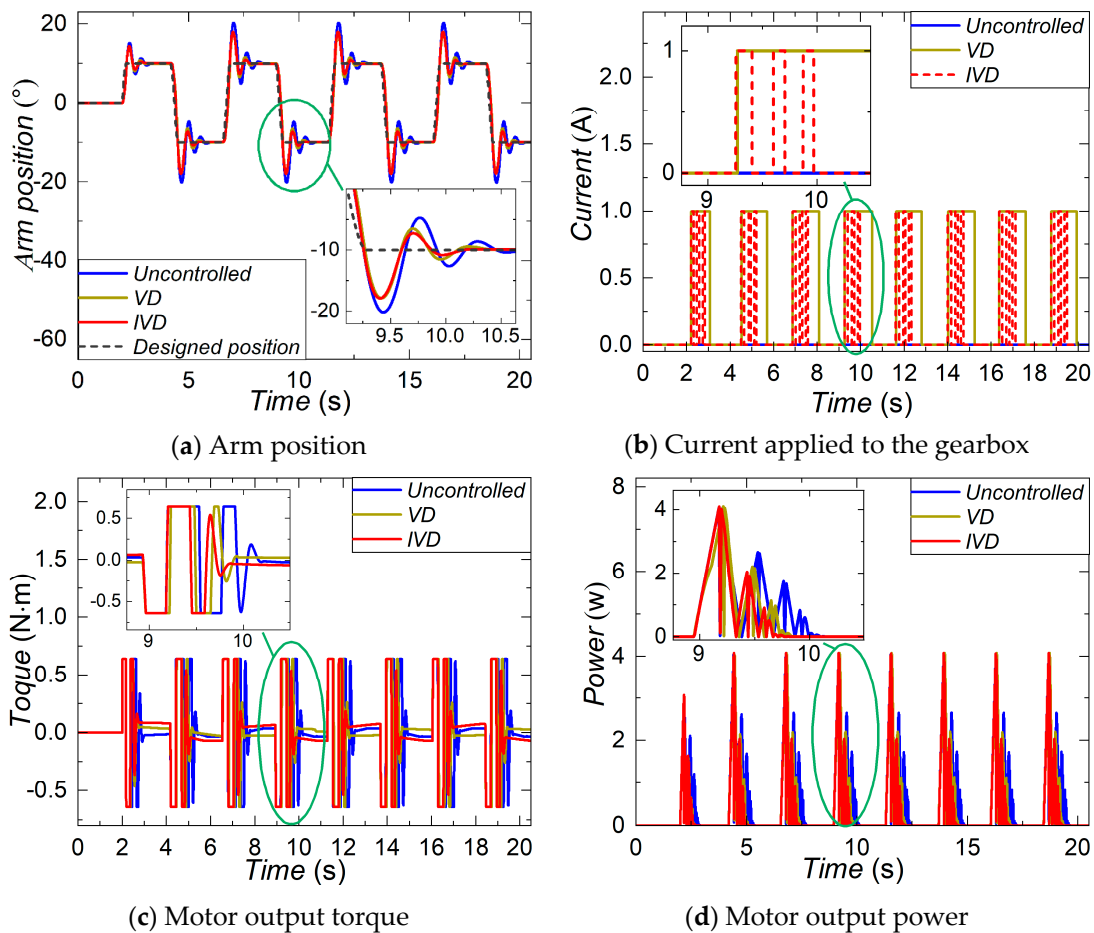 20
0
-20
-40
-60
Arm position (°)
-10
-20
9.5 10.0 10.5
Uncontrolled
VD
IVD
Designed position
0 5 10 15 20
Time (s)
(a) Arm position
2.0
1.5
1.0
0.5
0.0
Current (A)
1
0
9 10
Uncontrolled
VD
IVD
0 2 4 6 8 10 12 14 16 18 20
Time (s)
(b) Current applied to the gearbox
2.0
1.5
1.0
0.5
0.0
-0.5
Toque (N·m)
0.5
0.0
-0.5
9 10
Uncontrolled
VD
IVD
0 2 4 6 8 10 12 14 16 18 20
Time (s)
(c) Motor output torque
8
6
4
2
0
Power (w)
4
2
0
9 10
Uncontrolled
VD
IVD
0 5 10 15 20
Time (s)
(d) Motor output power